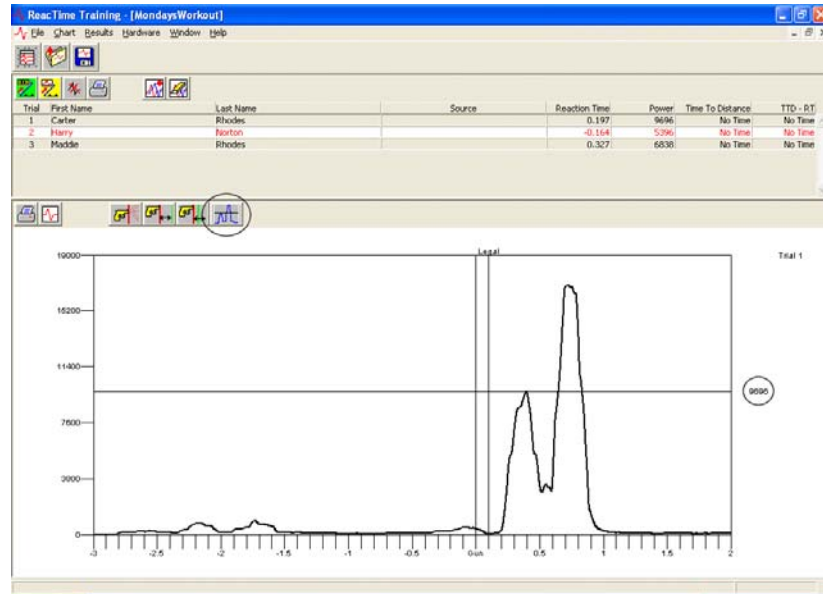 ReacTime Training - [MondaysWorkout]
File Chart Results Hardware Window Help
Trial First Name Last Name Source Reaction Time Power Time To Distance TTD - RT
1 Carter Rhodes 0.197 9696 No Time No Time
2 Harry Norton -0.164 5396 No Time No Time
3 Maddie Rhodes 0.327 6838 No Time No Time
Legal
19000 Trial 1
15200
11400
9696
7600
0
-3 -2.5 -2 -1.5 -1 -0.5 Gun 0.5 1 1.5 2